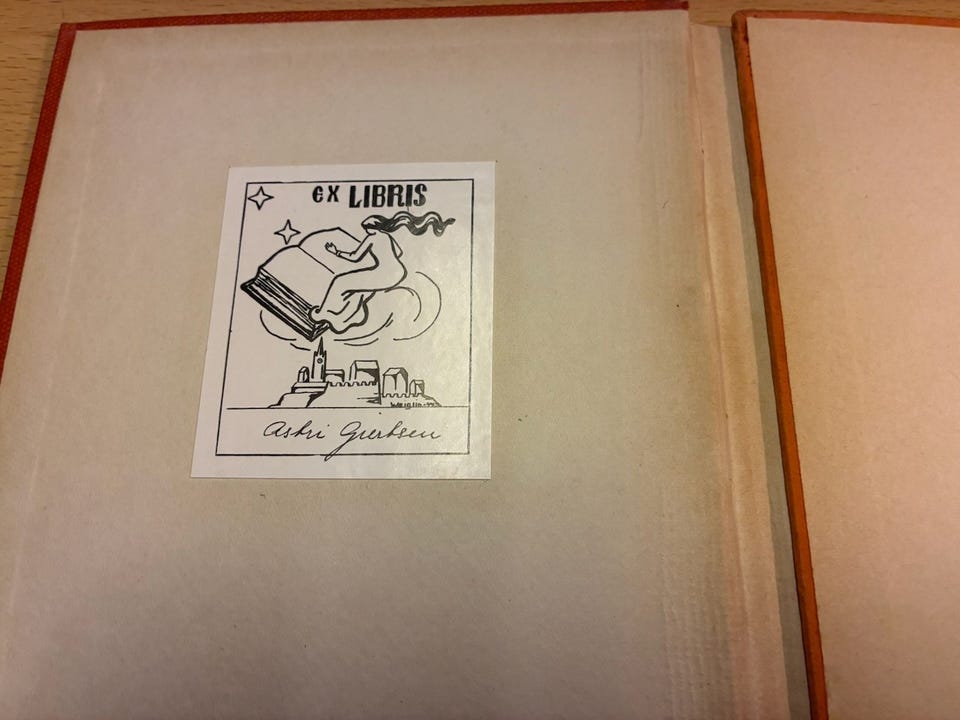 ex LIBRIS
Astri Gjertsen